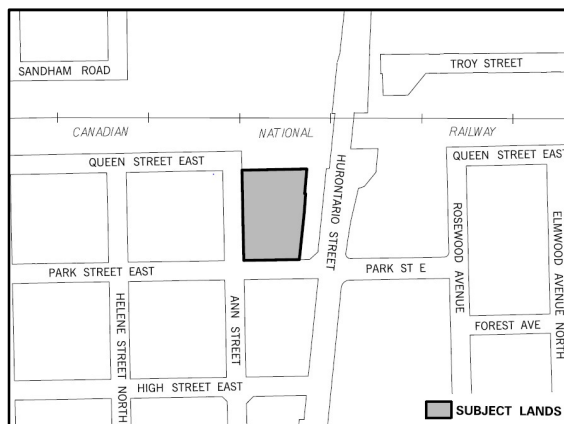 SANDHAM ROAD
TROY STREET
CANADIAN NATIONAL RAILWAY
QUEEN STREET EAST
QUEEN STREET EAST
HURONTARIO STREET
ROSEWOOD AVENUE
ELMWOOD AVENUE NORTH
PARK STREET EAST
PARK ST E
HELENE STREET NORTH
ANN STREET
FOREST AVE
HIGH STREET EAST
SUBJECT LANDS